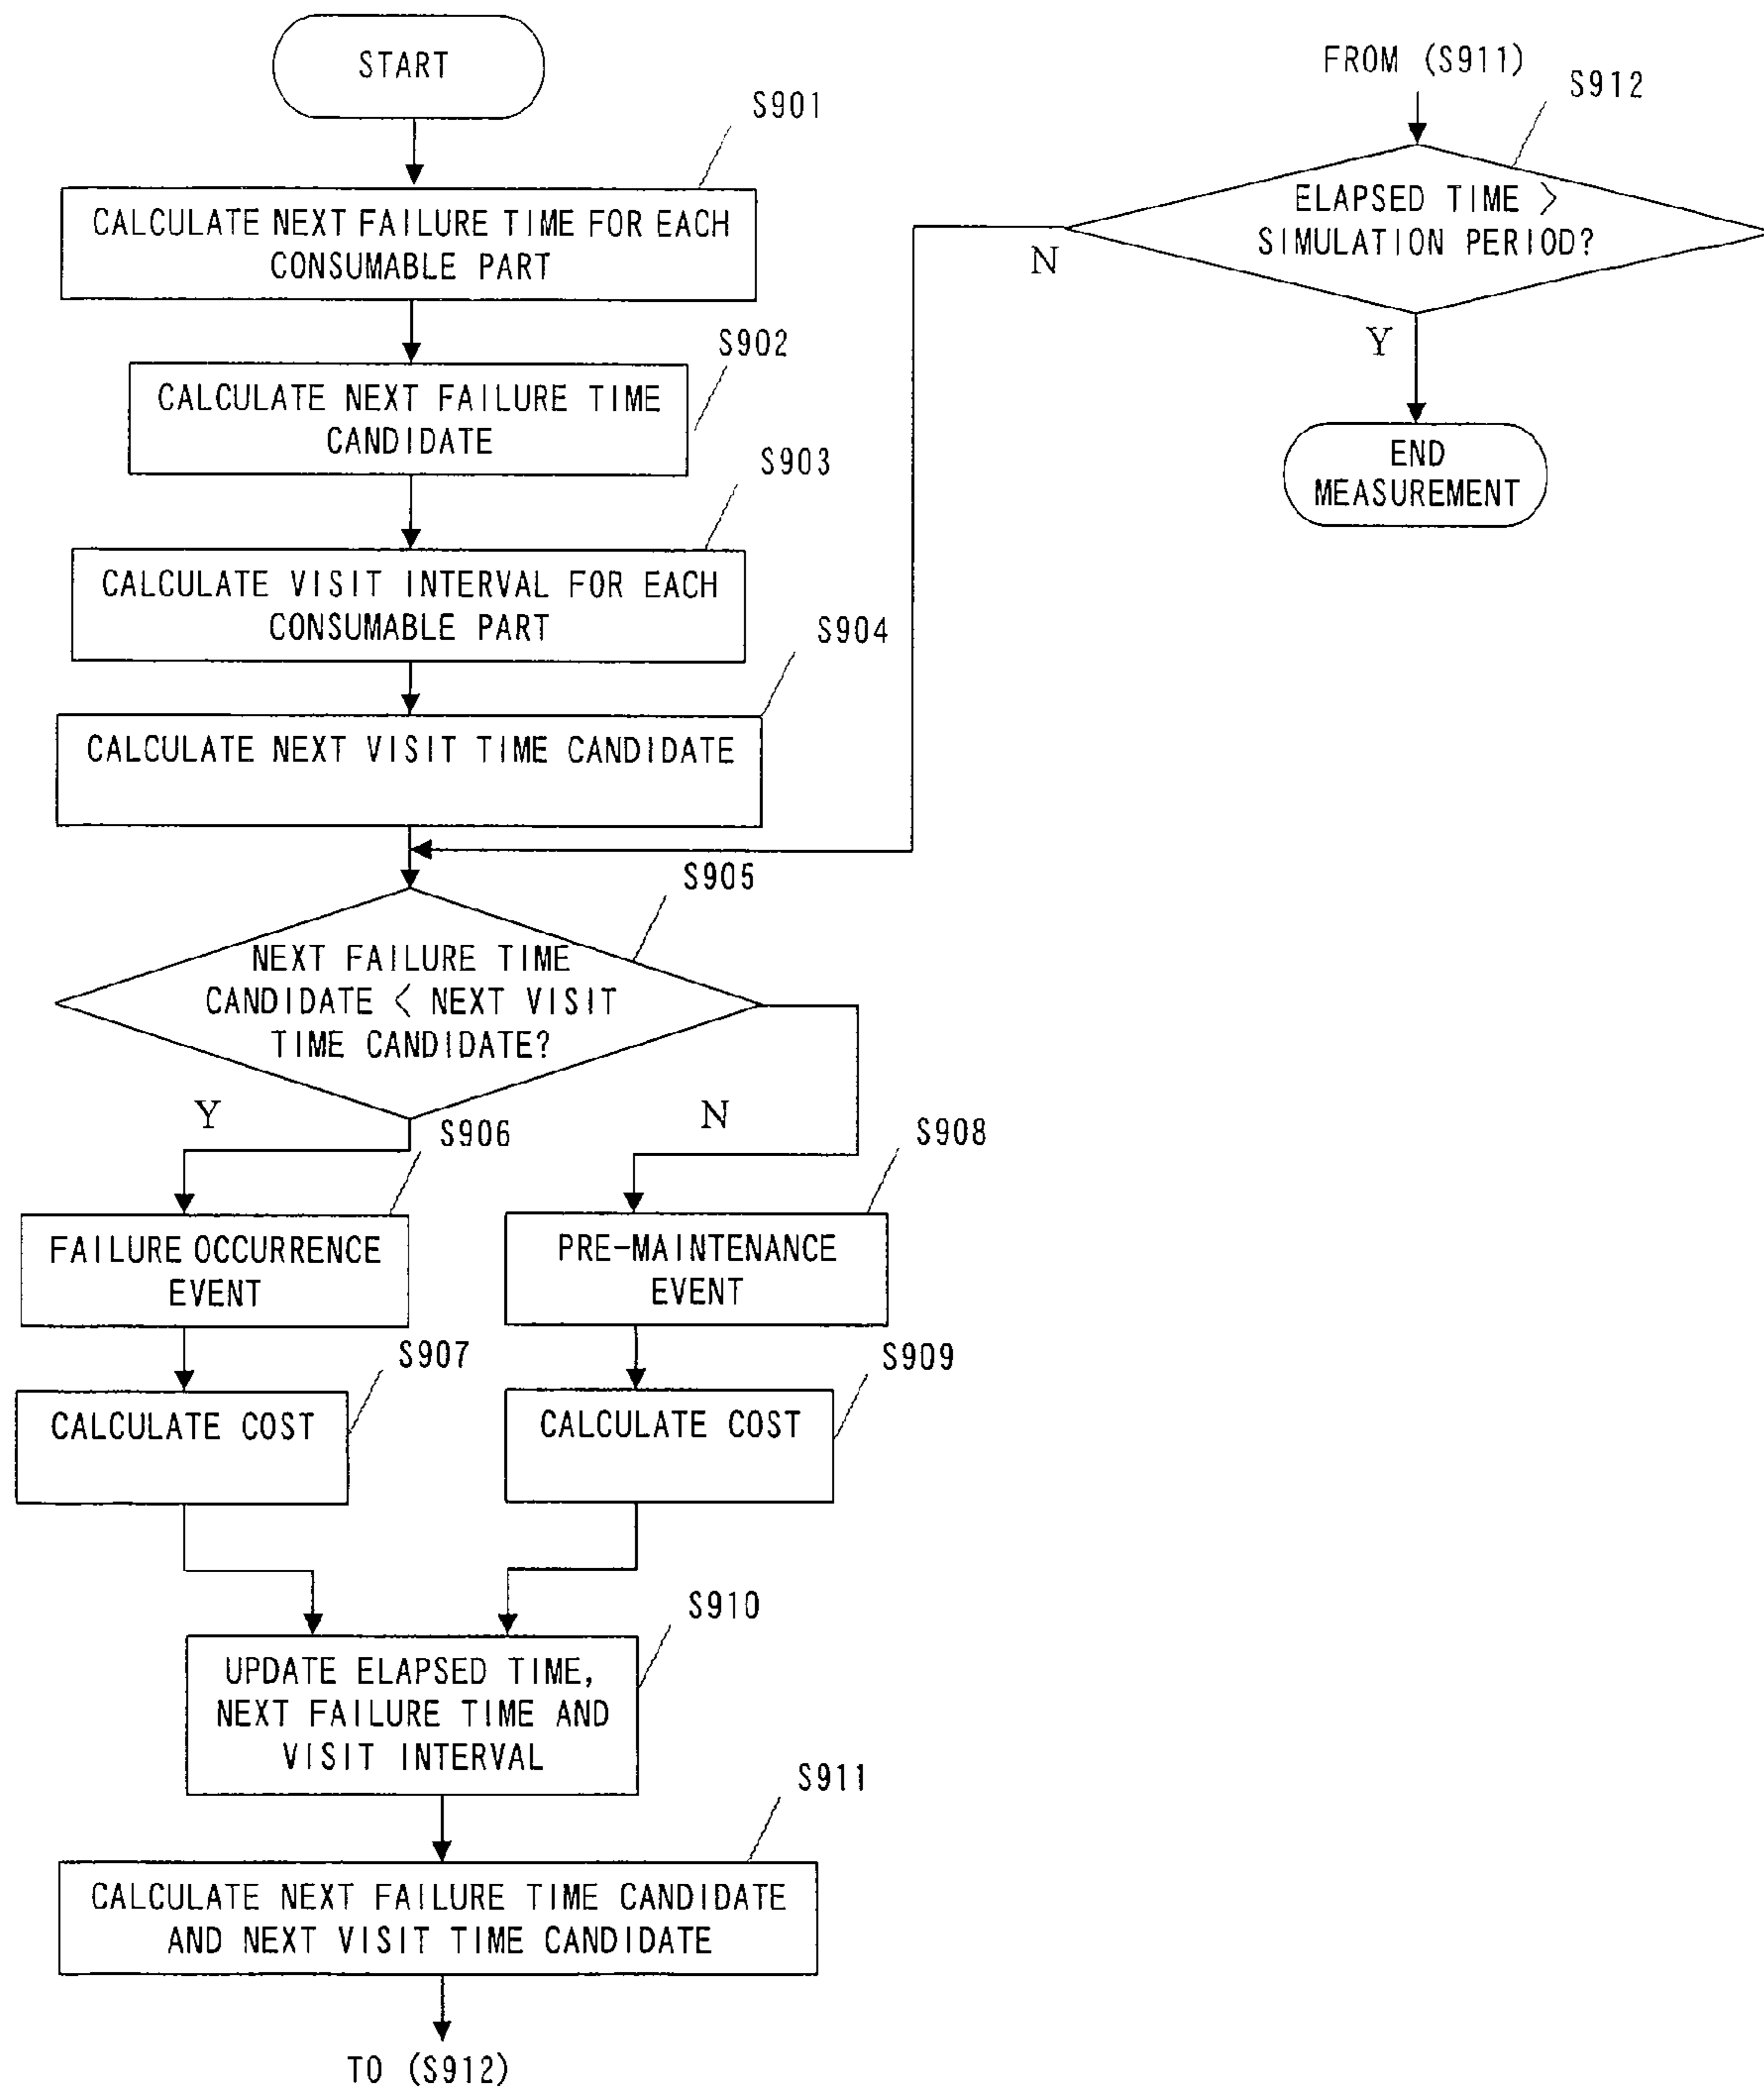 START
S901
CALCULATE NEXT FAILURE TIME FOR EACH
CONSUMABLE PART
S902
CALCULATE NEXT FAILURE TIME
CANDIDATE
S903
CALCULATE VISIT INTERVAL FOR EACH
CONSUMABLE PART
S904
CALCULATE NEXT VISIT TIME CANDIDATE
S905
NEXT FAILURE TIME
CANDIDATE < NEXT VISIT
TIME CANDIDATE?
Y
N
S906
FAILURE OCCURRENCE
EVENT
S908
PRE-MAINTENANCE
EVENT
S907
CALCULATE COST
S909
CALCULATE COST
S910
UPDATE ELAPSED TIME,
NEXT FAILURE TIME AND
VISIT INTERVAL
S911
CALCULATE NEXT FAILURE TIME CANDIDATE
AND NEXT VISIT TIME CANDIDATE
TO (S912)
FROM (S911)
S912
ELAPSED TIME >
SIMULATION PERIOD?
N
Y
END
MEASUREMENT